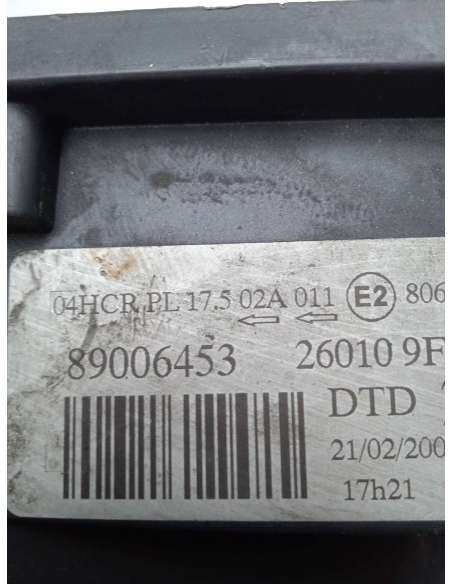 04HCR PL 17.5 02A 011 E2 806
89006453 26010 9F
DTD
21/02/200
17h21